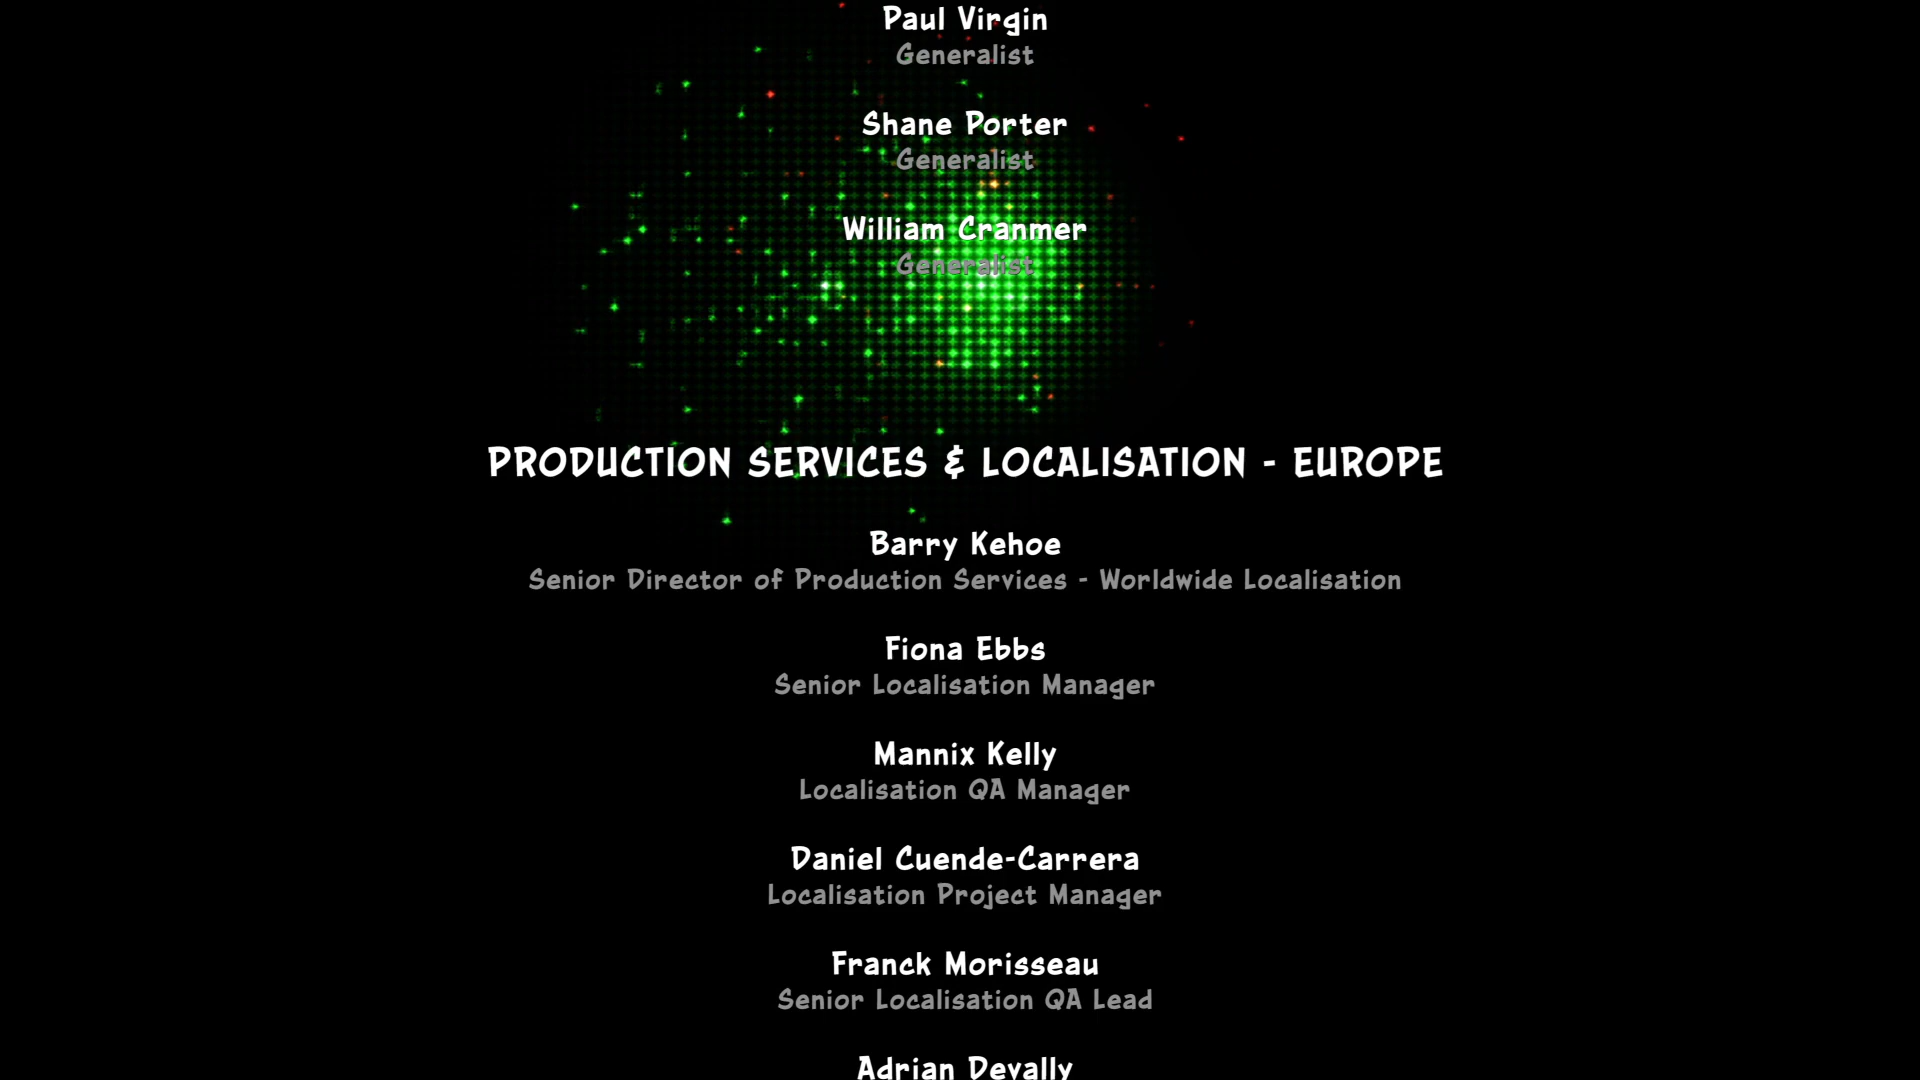 Paul Virgin
Generalist
Shane Porter
Generalist
William Cranmer
Generalist
PRODUCTION SERVICES & LOCALISATION - EUROPE
Barry Kehoe
Senior Director of Production Services - Worldwide Localisation
Fiona Ebbs
Senior Localisation Manager
Mannix Kelly
Localisation QA Manager
Daniel Cuende-Carrera
Localisation Project Manager
Franck Morisseau
Senior Localisation QA Lead
Adrian Devally